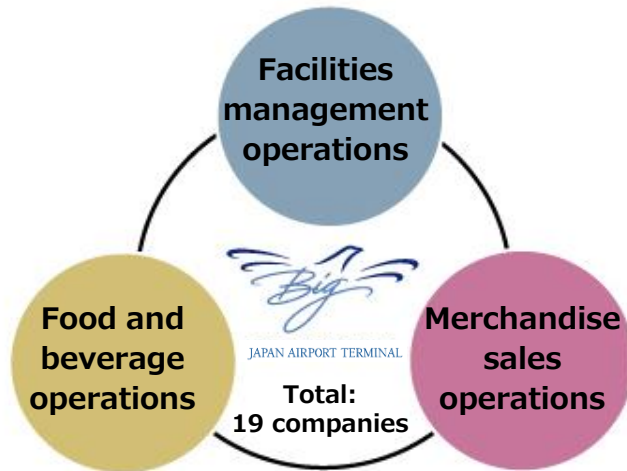 Facilities
management
operations
Big
JAPAN AIRPORT TERMINAL
Food and
beverage
operations
Merchandise
sales
operations
Total:
19 companies